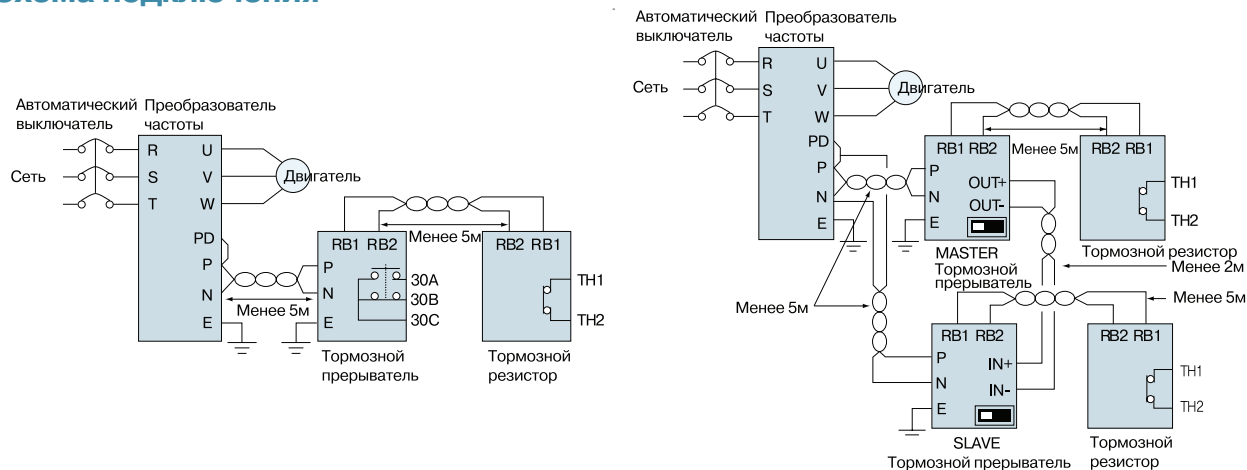 Схема подключения
Автоматический
выключатель
Преобразователь
частоты
Сеть
R
S
T
U
V
W
Двигатель
PD
P
N
E
Менее 5м
RB1 RB2
P
N
E
30A
30B
30C
Тормозной
прерыватель
Менее 5м
RB2 RB1
TH1
TH2
Тормозной
резистор
Автоматический
выключатель
Преобразователь
частоты
Сеть
R
S
T
U
V
W
Двигатель
PD
P
N
E
RB1 RB2
P
N
E
OUT+
OUT-
MASTER
Тормозной
прерыватель
Менее 5м
RB2 RB1
TH1
TH2
Тормозной резистор
Менее 2м
Менее 5м
Менее 5м
RB1 RB2
P
N
E
IN+
IN-
SLAVE
Тормозной прерыватель
RB2 RB1
TH1
TH2
Тормозной
резистор